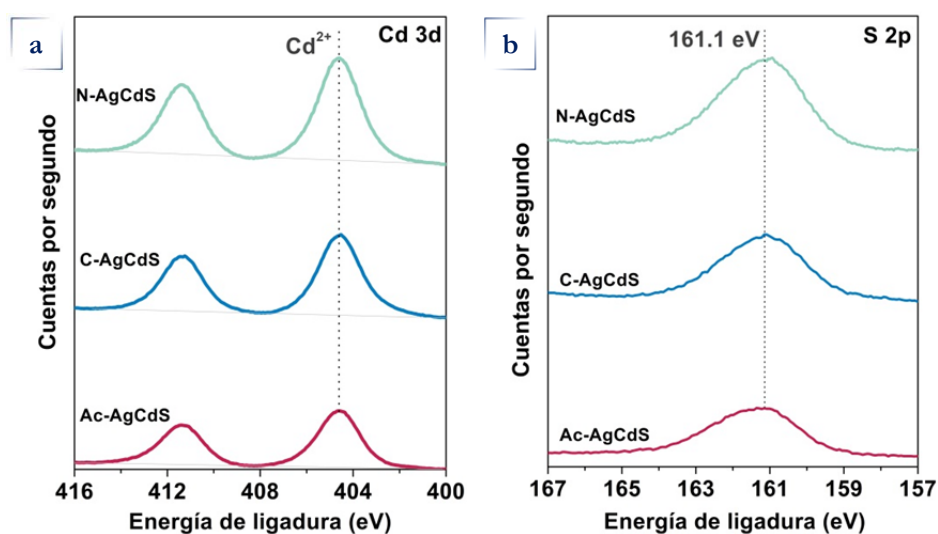 a
Cd 3d
Cd²⁺
N-AgCdS
C-AgCdS
Ac-AgCdS
Cuentas por segundo
416 412 408 404 400
Energía de ligadura (eV)
b
S 2p
161.1 eV
N-AgCdS
C-AgCdS
Ac-AgCdS
Cuentas por segundo
167 165 163 161 159 157
Energía de ligadura (eV)